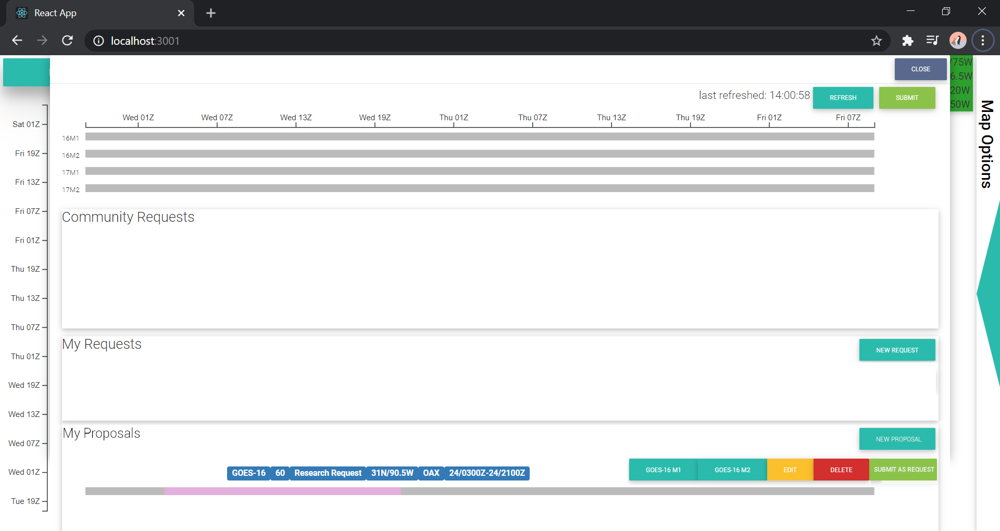 React App
localhost:3001
CLOSE
/75W
6.5W
20W
50W
last refreshed: 14:00:58
REFRESH
SUBMIT
Map Options
Wed 01Z
Wed 07Z
Wed 13Z
Wed 19Z
Thu 01Z
Thu 07Z
Thu 13Z
Thu 19Z
Fri 01Z
Fri 07Z
16M1
16M2
17M1
17M2
Sat 01Z
Fri 19Z
Fri 13Z
Fri 07Z
Fri 01Z
Thu 19Z
Thu 13Z
Thu 07Z
Thu 01Z
Wed 19Z
Wed 13Z
Wed 07Z
Wed 01Z
Tue 19Z
Community Requests
My Requests
NEW REQUEST
My Proposals
NEW PROPOSAL
GOES-16 60 Research Request 31N/90.5W OAX 24/0300Z-24/2100Z
GOES-16 M1
GOES-16 M2
EDIT
DELETE
SUBMIT AS REQUEST